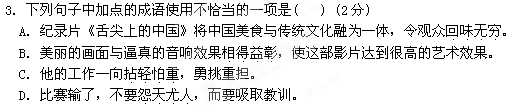 3. 下列句子中加点的成语使用不恰当的一项是(  ) (2分)
A. 纪录片《舌尖上的中国》将中国美食与传统文化融为一体，令观众回味无穷。
B. 美丽的画面与逼真的音响效果相得益彰，使这部影片达到很高的艺术效果。
C. 他的工作一向拈轻怕重，勇挑重担。
D. 比赛输了，不要怨天尤人，而要吸取教训。